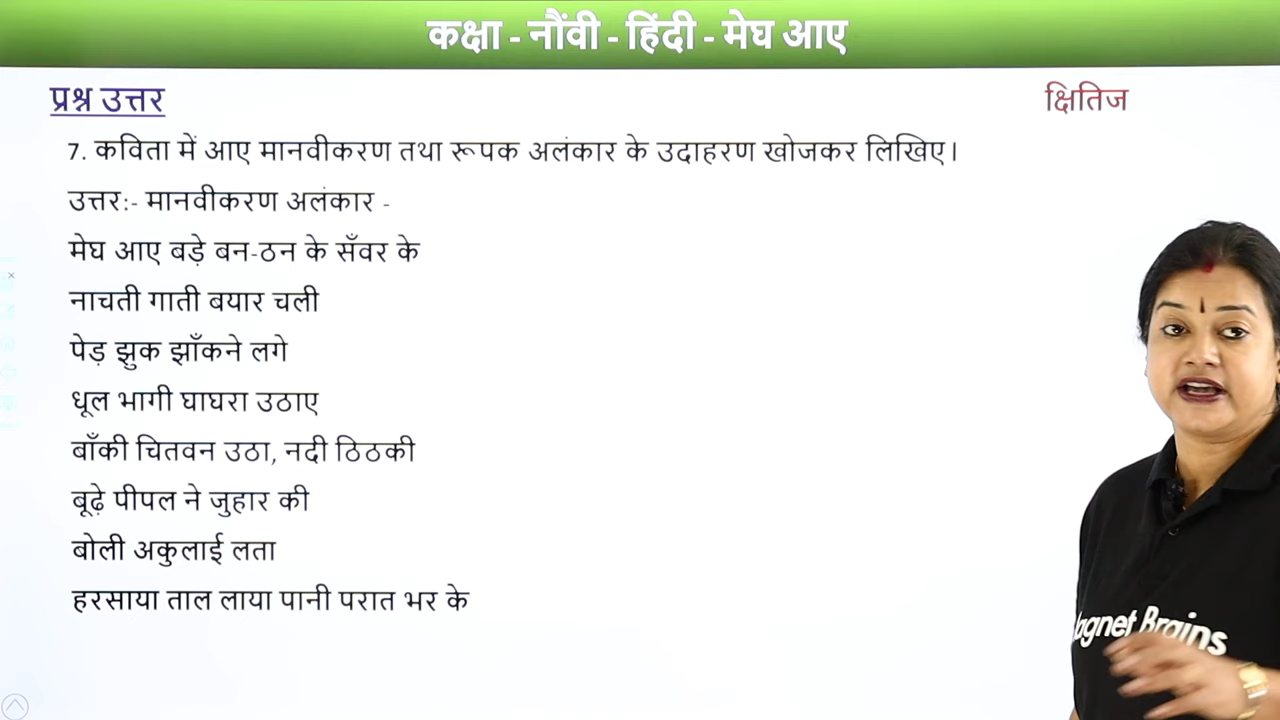 कक्षा - नौंवी - हिंदी - मेघ आए
प्रश्न उत्तर
क्षितिज
7. कविता में आए मानवीकरण तथा रूपक अलंकार के उदाहरण खोजकर लिखिए।
उत्तर:- मानवीकरण अलंकार -
मेघ आए बड़े बन-ठन के सँवर के
नाचती गाती बयार चली
पेड़ झुक झाँकने लगे
धूल भागी घाघरा उठाए
बाँकी चितवन उठा, नदी ठिठकी
बूढ़े पीपल ने जुहार की
बोली अकुलाई लता
हरसाया ताल लाया पानी परात भर के
agnet Brains